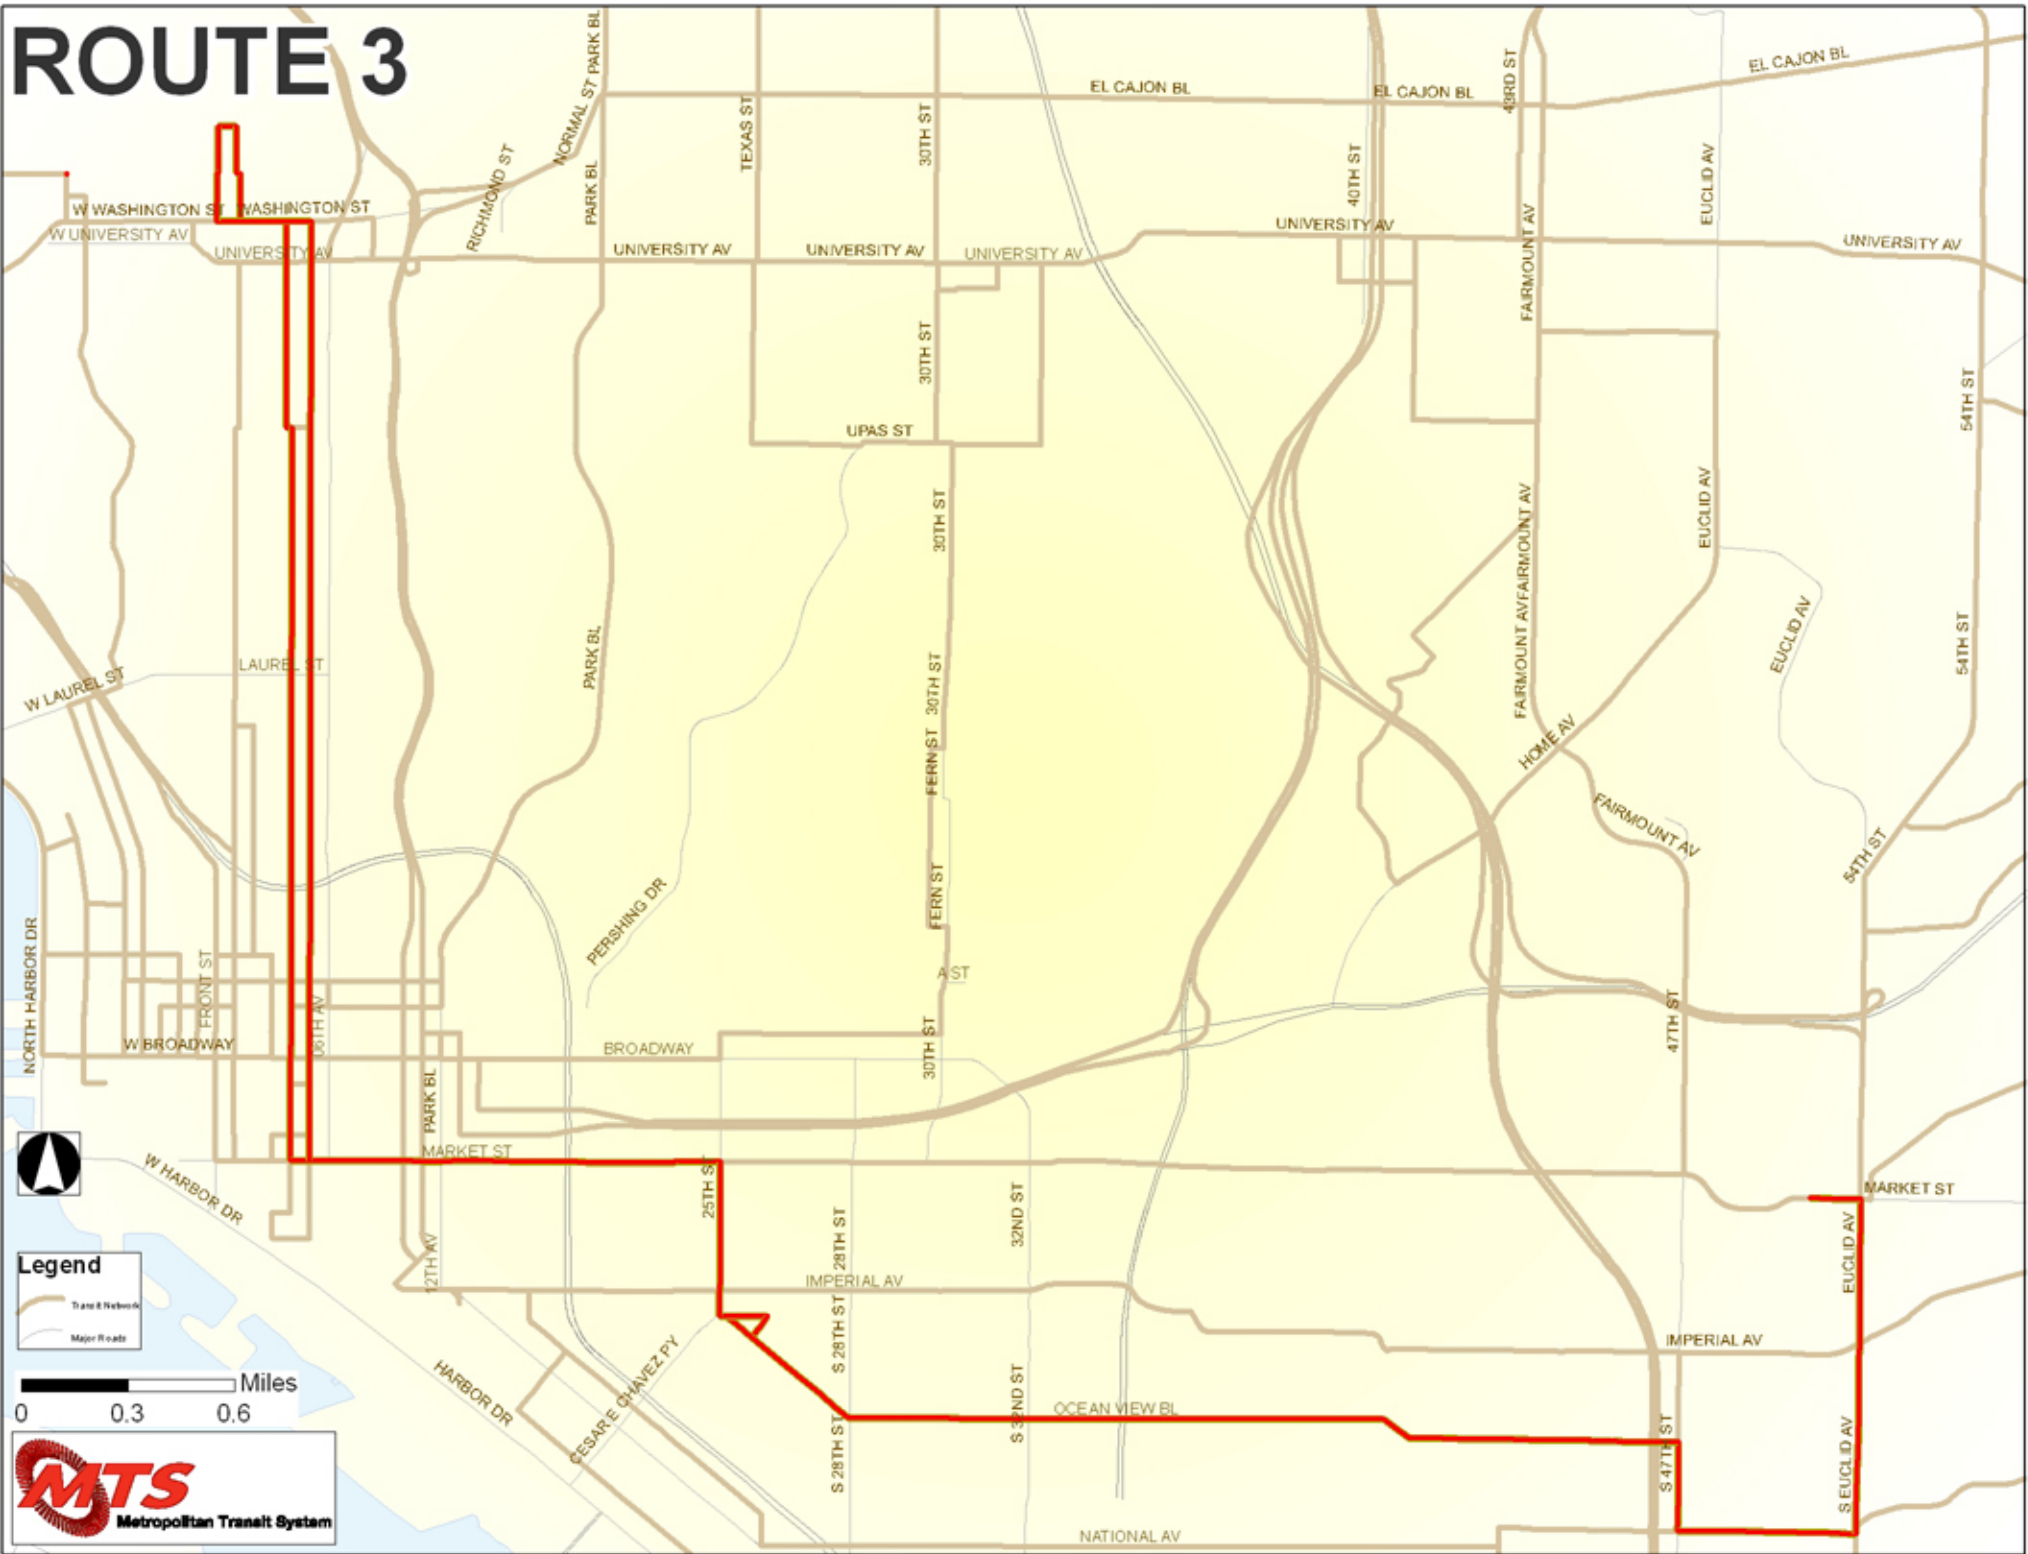 ROUTE 3
NORMAL ST
PARK BL
EL CAJON BL
EL CAJON BL
EL CAJON BL
43RD ST
TEXAS ST
30TH ST
RICHMOND ST
PARK BL
40TH ST
EUCLID AV
W WASHINGTON ST
WASHINGTON ST
W UNIVERSITY AV
UNIVERSITY AV
UNIVERSITY AV
UNIVERSITY AV
UNIVERSITY AV
UNIVERSITY AV
UNIVERSITY AV
FAIRMOUNT AV
30TH ST
54TH ST
UPAS ST
30TH ST
FAIRMOUNT AV
EUCLID AV
FAIRMOUNT AV
EUCLID AV
54TH ST
LAUREL ST
W LAUREL ST
PARK BL
30TH ST
FERN ST
HOME AV
FAIRMOUNT AV
54TH ST
FERN ST
PERSHING DR
NORTH HARBOR DR
FRONT ST
A ST
06TH AV
W BROADWAY
BROADWAY
30TH ST
47TH ST
PARK BL
MARKET ST
W HARBOR DR
25TH ST
MARKET ST
28TH ST
32ND ST
EUCLID AV
12TH AV
IMPERIAL AV
Legend
Transit Network
Major Roads
S 28TH ST
IMPERIAL AV
Miles
0 0.3 0.6
HARBOR DR
CESAR E CHAVEZ PY
OCEAN VIEW BL
S 32ND ST
S 28TH ST
S 47TH ST
S EUCLID AV
MTS
Metropolitan Transit System
NATIONAL AV